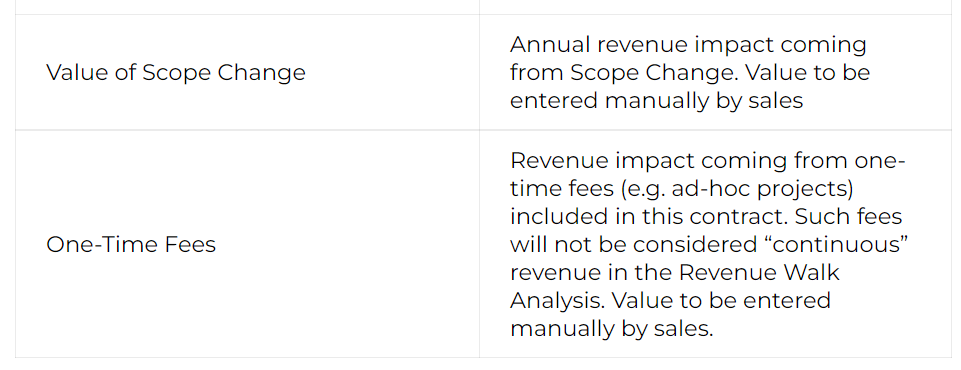 Value of Scope Change
Annual revenue impact coming
from Scope Change. Value to be
entered manually by sales
One-Time Fees
Revenue impact coming from one-
time fees (e.g. ad-hoc projects)
included in this contract. Such fees
will not be considered “continuous”
revenue in the Revenue Walk
Analysis. Value to be entered
manually by sales.